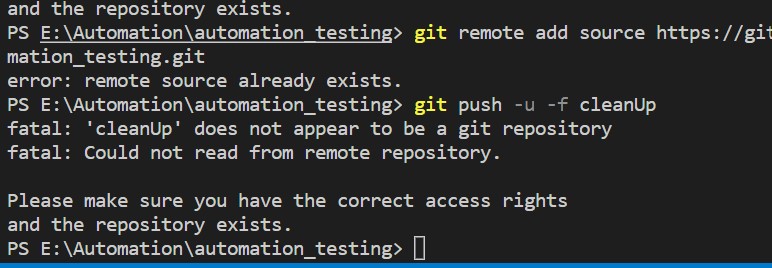 and the repository exists.
PS E:\Automation\automation_testing> git remote add source https://git
mation_testing.git
error: remote source already exists.
PS E:\Automation\automation_testing> git push -u -f cleanUp
fatal: 'cleanUp' does not appear to be a git repository
fatal: Could not read from remote repository.
Please make sure you have the correct access rights
and the repository exists.
PS E:\Automation\automation_testing>